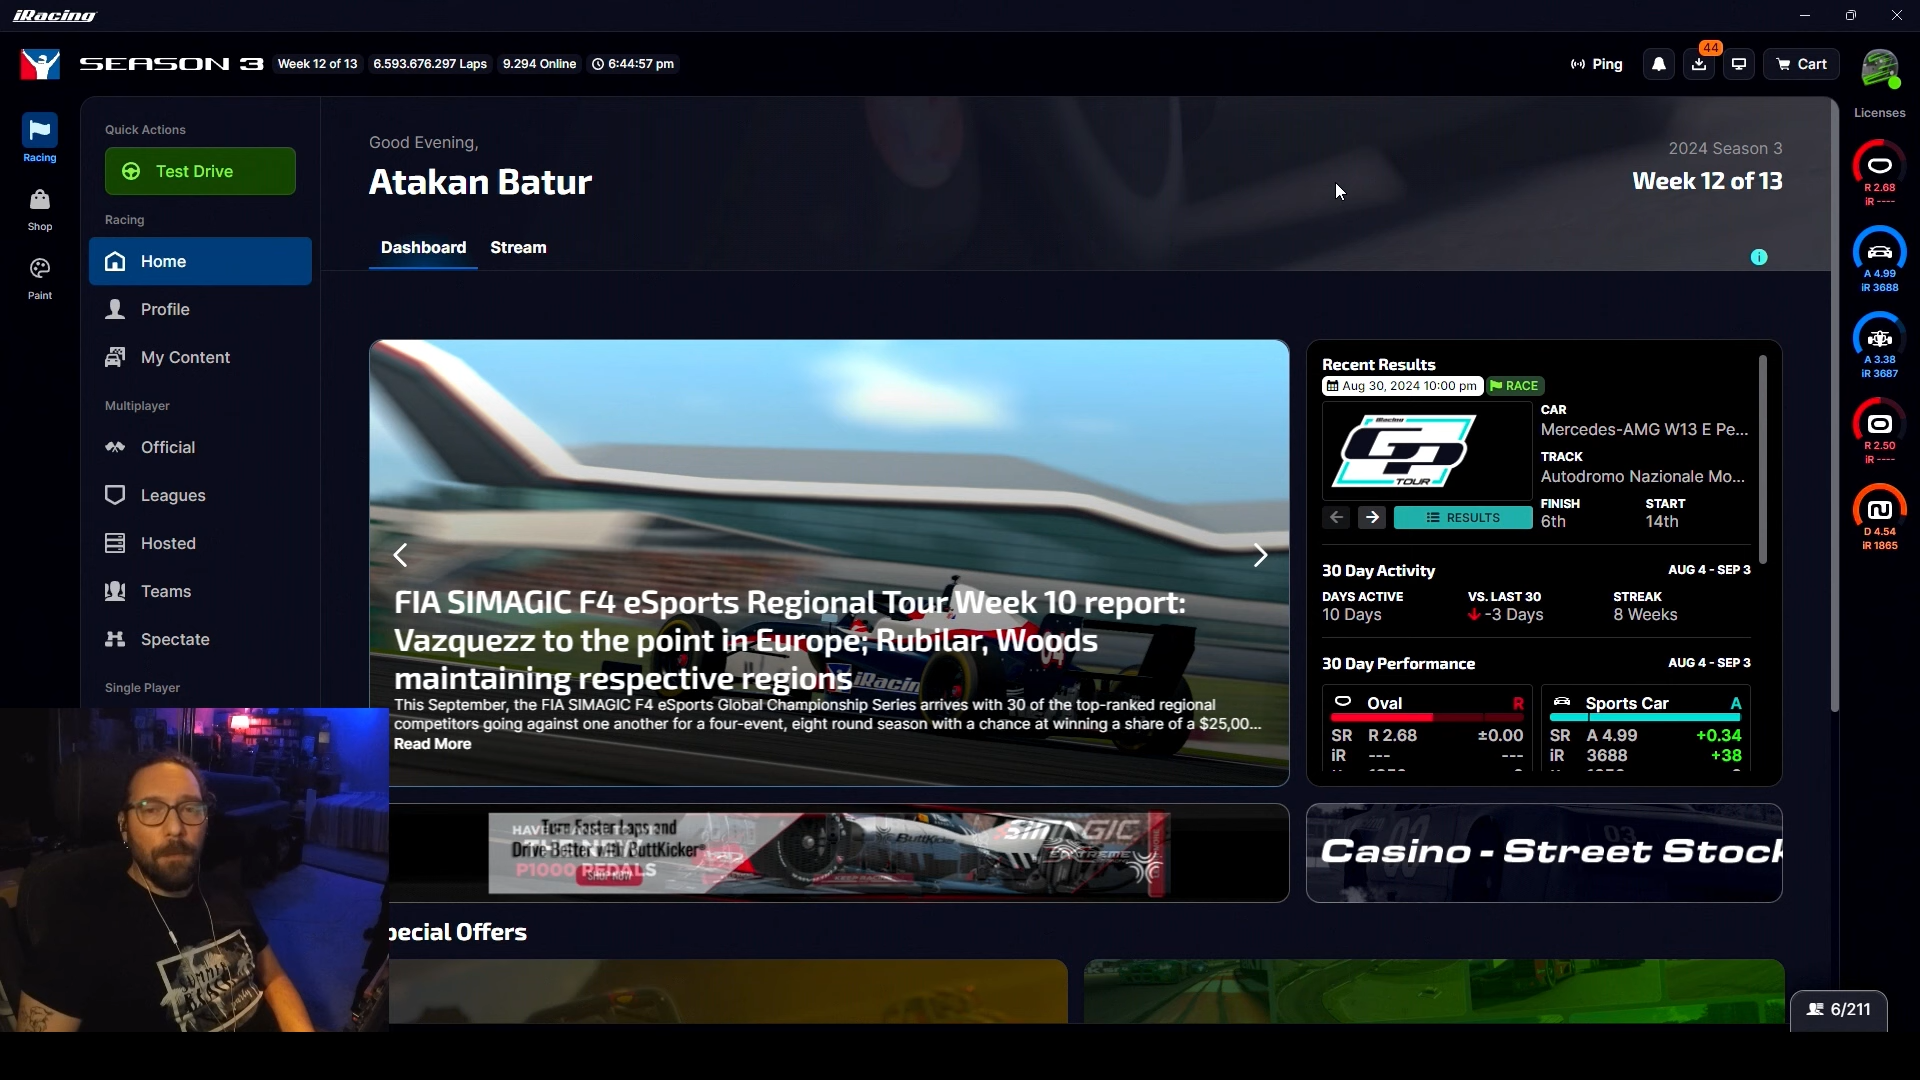 iRacing
SEASON 3
Week 12 of 13
6.593.676.297 Laps
9.294 Online
6:44:57 pm
Ping
44
Cart
Racing
Shop
Paint
Quick Actions
Test Drive
Racing
Home
Profile
My Content
Multiplayer
Official
Leagues
Hosted
Teams
Spectate
Single Player
Good Evening,
Atakan Batur
Dashboard
Stream
2024 Season 3
Week 12 of 13
FIA SIMAGIC F4 eSports Regional Tour Week 10 report:
Vazquezz to the point in Europe; Rubilar, Woods
maintaining respective regions
This September, the FIA SIMAGIC F4 eSports Global Championship Series arrives with 30 of the top-ranked regional
competitors going against one another for a four-event, eight round season with a chance at winning a share of a $25,00...
Read More
iRacing
04
Recent Results
Aug 30, 2024 10:00 pm
RACE
iRacing
GP
TOUR
CAR
Mercedes-AMG W13 E Pe...
TRACK
Autodromo Nazionale Mo...
FINISH
START
6th
14th
RESULTS
30 Day Activity
AUG 4 - SEP 3
DAYS ACTIVE
VS. LAST 30
STREAK
10 Days
-3 Days
8 Weeks
30 Day Performance
AUG 4 - SEP 3
Oval R
SR R 2.68 ±0.00
iR --- ---
Sports Car A
SR A 4.99 +0.34
iR 3688 +38
Turn Faster Laps and
Drive Better with ButtKicker
P1000 PEDALS
SHOP NOW
ButtKicker
SIMAGIC
Casino - Street Stock
pecial Offers
Licenses
R 2.68
iR ----
A 4.99
iR 3688
A 3.38
iR 3687
R 2.50
iR ----
D 4.54
iR 1865
6/211